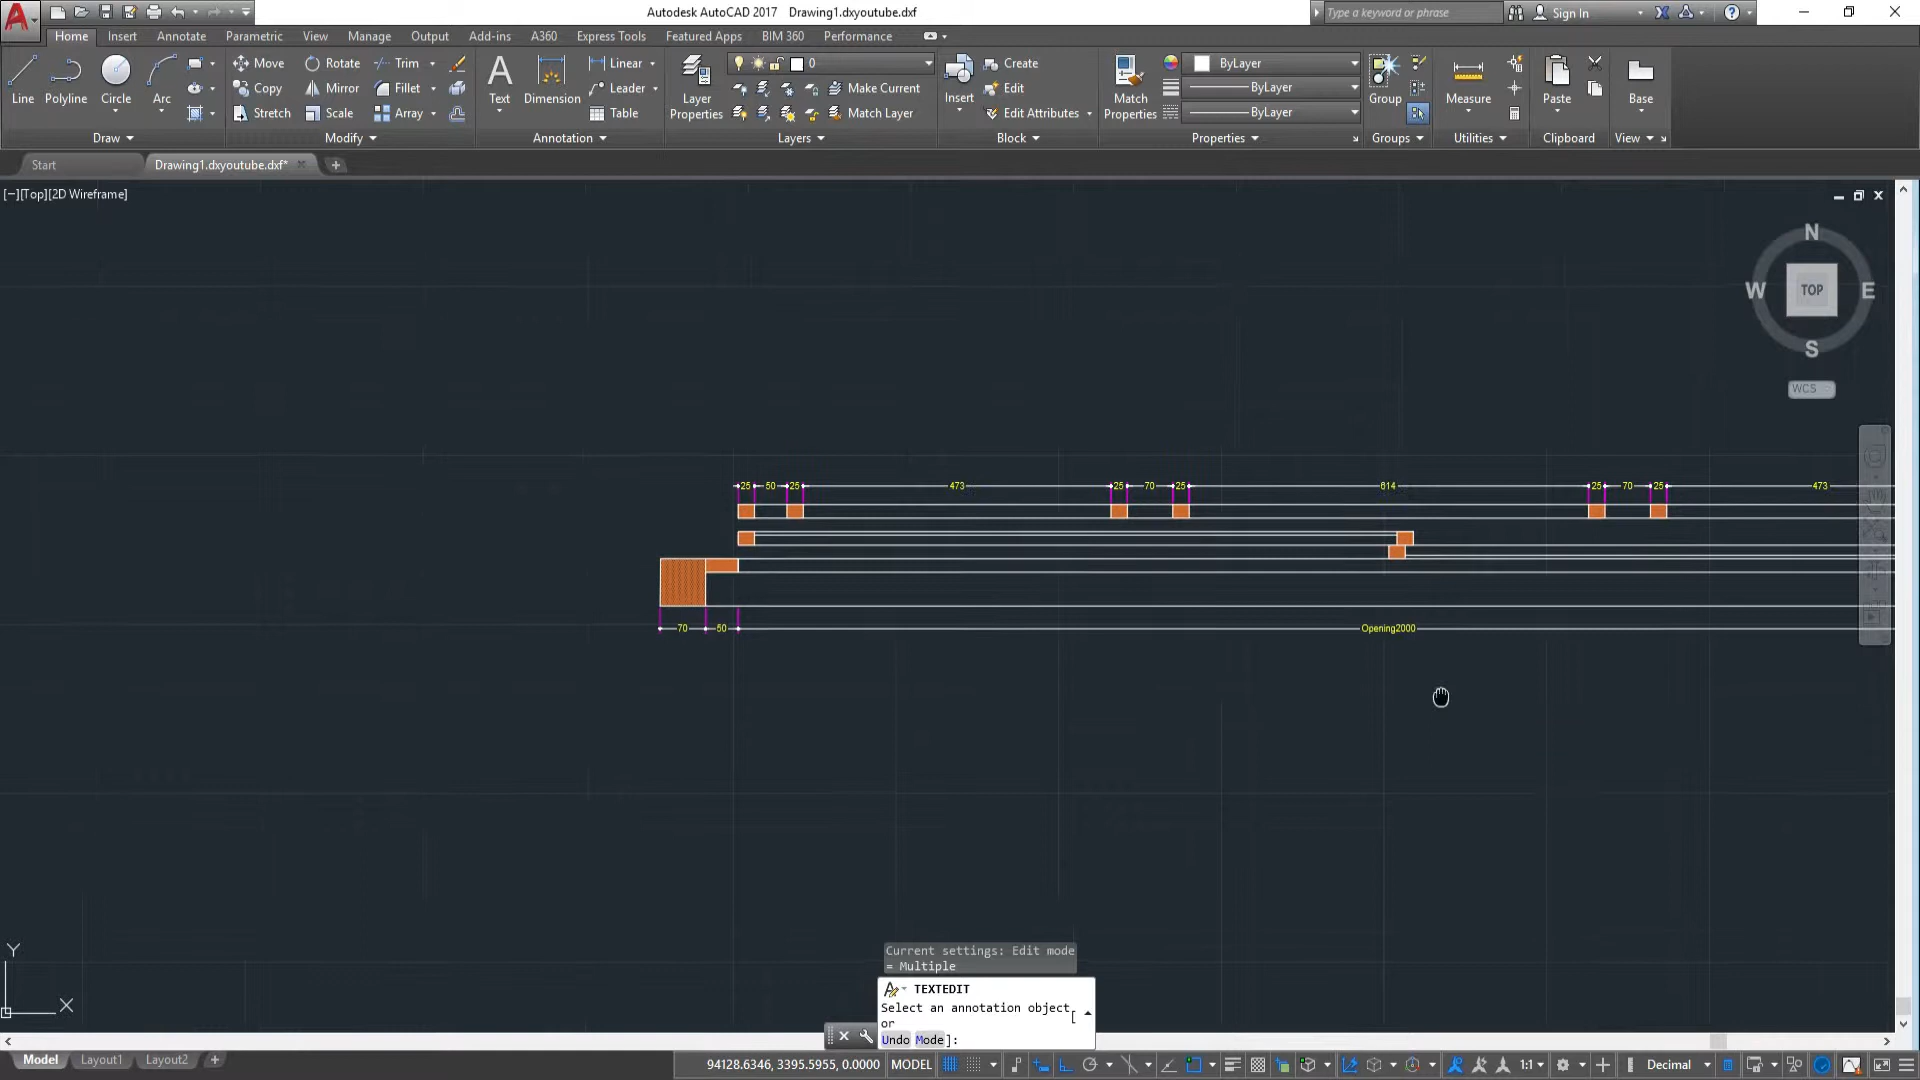 Autodesk AutoCAD 2017 Drawing1.dxyoutube.dxf
Type a keyword or phrase
Sign In
Home Insert Annotate Parametric View Manage Output Add-ins A360 Express Tools Featured Apps BIM 360 Performance
Line Polyline Circle Arc
Move Rotate Trim
Copy Mirror Fillet
Stretch Scale Array
Text Dimension
Linear
Leader
Table
Layer Properties
0
Make Current
Match Layer
Insert
Create
Edit
Edit Attributes
Match Properties
ByLayer
ByLayer
ByLayer
Group Measure Paste Base
Draw Modify Annotation Layers Block Properties Groups Utilities Clipboard View
Start Drawing1.dxyoutube.dxf*
[−][Top][2D Wireframe]
N
W TOP E
S
WCS
25 50 25 473 25 70 25 814 25 70 25 473
70 50 Opening2000
Y
X
Current settings: Edit mode
= Multiple
TEXTEDIT
Select an annotation object
or [
Undo Mode]:
Model Layout1 Layout2
94128.6346, 3395.5955, 0.0000 MODEL 1:1 Decimal